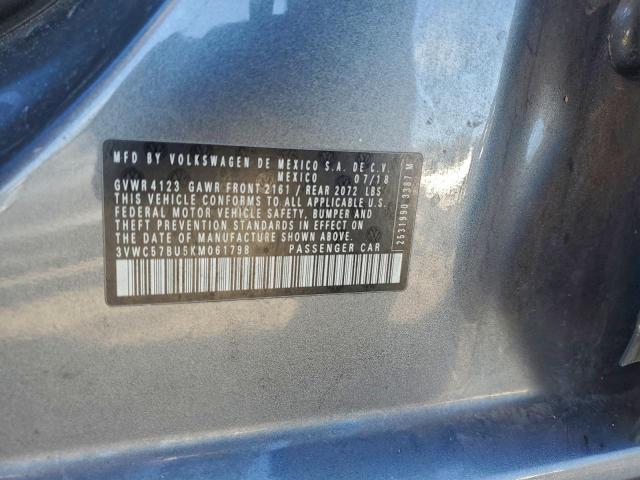 MFD BY VOLKSWAGEN DE MEXICO S.A. DE C.V.
MEXICO 07/18
GVWR 4123 GAWR FRONT 2161 / REAR 2072 LBS
THIS VEHICLE CONFORMS TO ALL APPLICABLE U.S.
FEDERAL MOTOR VEHICLE SAFETY, BUMPER AND
THEFT PREVENTION STANDARDS IN EFFECT ON
THE DATE OF MANUFACTURE SHOWN ABOVE.
3VWC57BU5KM061798 PASSENGER CAR
2531990 3387 M